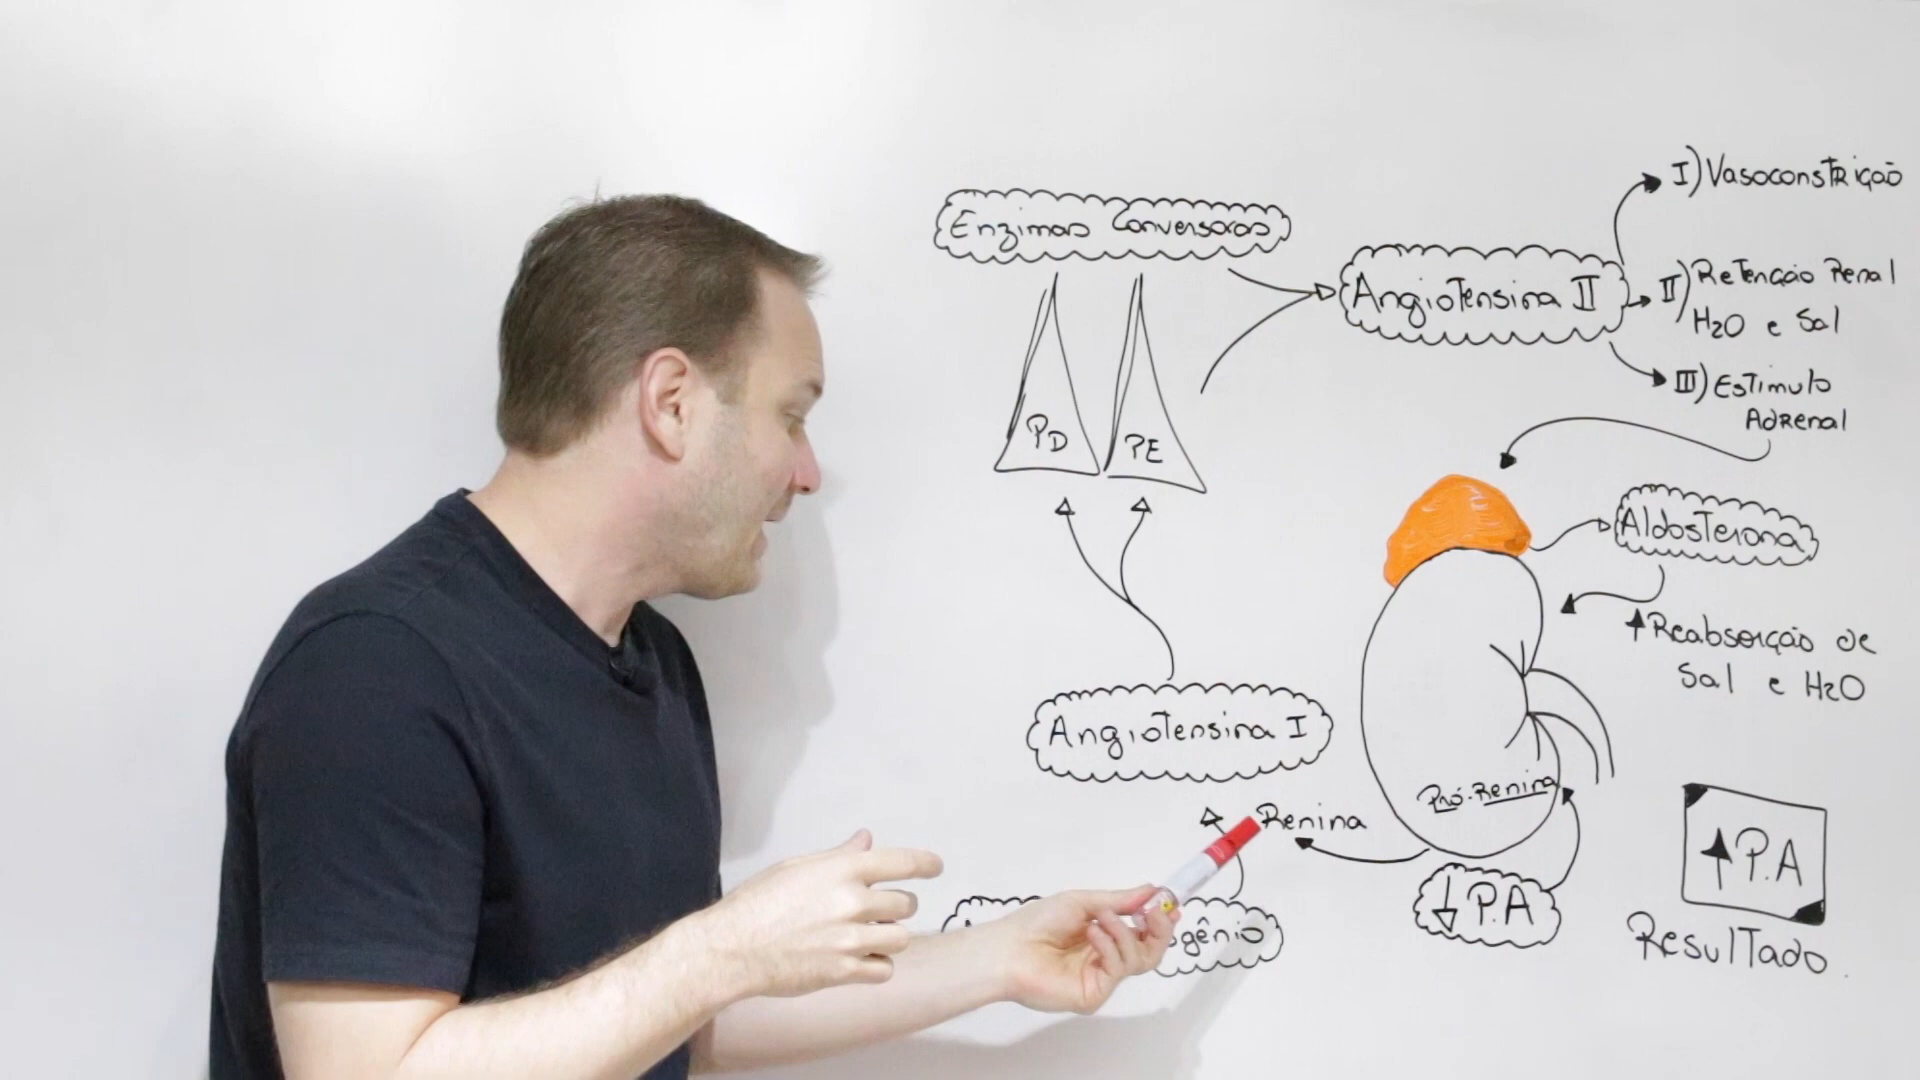 Enzimas Conversoras
Angiotensina II
I) Vasoconstrição
II) Retenção Renal
H2O e Sal
III) Estimulo
Adrenal
PD
PE
Aldosterona
↑Reabsorção de
Sal e H2O
Angiotensina I
Renina
Pró-Renina
↓ P.A
ogênio
↑ P.A
Resultado.